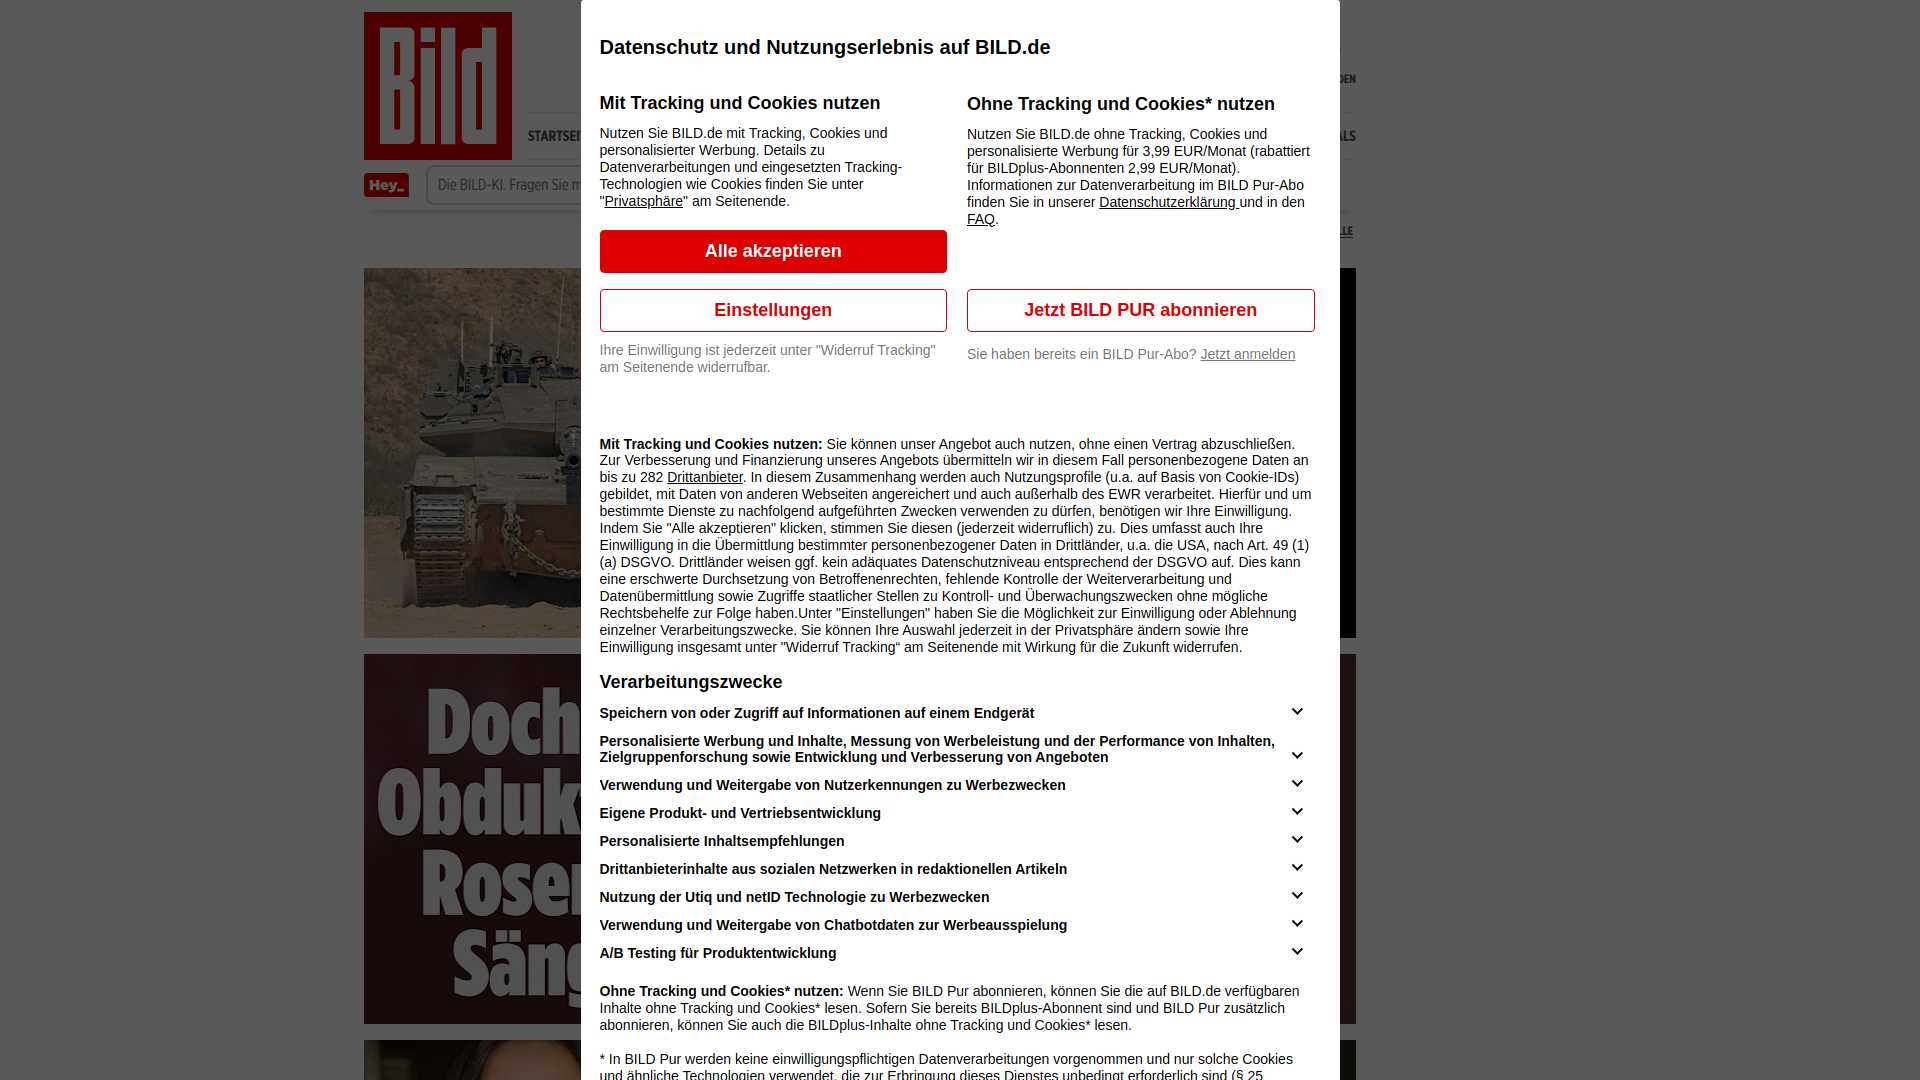 Bild
STARTSEI
Hey_
Die BILD-KI. Fragen Sie m
Doch
Obduk
Rosen
Säng
DEN
ALS
LLE
Datenschutz und Nutzungserlebnis auf BILD.de
Mit Tracking und Cookies nutzen
Nutzen Sie BILD.de mit Tracking, Cookies und
personalisierter Werbung. Details zu
Datenverarbeitungen und eingesetzten Tracking-
Technologien wie Cookies finden Sie unter
"Privatsphäre" am Seitenende.
Alle akzeptieren
Einstellungen
Ihre Einwilligung ist jederzeit unter "Widerruf Tracking"
am Seitenende widerrufbar.
Ohne Tracking und Cookies* nutzen
Nutzen Sie BILD.de ohne Tracking, Cookies und
personalisierte Werbung für 3,99 EUR/Monat (rabattiert
für BILDplus-Abonnenten 2,99 EUR/Monat).
Informationen zur Datenverarbeitung im BILD Pur-Abo
finden Sie in unserer Datenschutzerklärung und in den
FAQ.
Jetzt BILD PUR abonnieren
Sie haben bereits ein BILD Pur-Abo? Jetzt anmelden
Mit Tracking und Cookies nutzen: Sie können unser Angebot auch nutzen, ohne einen Vertrag abzuschließen.
Zur Verbesserung und Finanzierung unseres Angebots übermitteln wir in diesem Fall personenbezogene Daten an
bis zu 282 Drittanbieter. In diesem Zusammenhang werden auch Nutzungsprofile (u.a. auf Basis von Cookie-IDs)
gebildet, mit Daten von anderen Webseiten angereichert und auch außerhalb des EWR verarbeitet. Hierfür und um
bestimmte Dienste zu nachfolgend aufgeführten Zwecken verwenden zu dürfen, benötigen wir Ihre Einwilligung.
Indem Sie "Alle akzeptieren" klicken, stimmen Sie diesen (jederzeit widerruflich) zu. Dies umfasst auch Ihre
Einwilligung in die Übermittlung bestimmter personenbezogener Daten in Drittländer, u.a. die USA, nach Art. 49 (1)
(a) DSGVO. Drittländer weisen ggf. kein adäquates Datenschutzniveau entsprechend der DSGVO auf. Dies kann
eine erschwerte Durchsetzung von Betroffenenrechten, fehlende Kontrolle der Weiterverarbeitung und
Datenübermittlung sowie Zugriffe staatlicher Stellen zu Kontroll- und Überwachungszwecken ohne mögliche
Rechtsbehelfe zur Folge haben.Unter "Einstellungen" haben Sie die Möglichkeit zur Einwilligung oder Ablehnung
einzelner Verarbeitungszwecke. Sie können Ihre Auswahl jederzeit in der Privatsphäre ändern sowie Ihre
Einwilligung insgesamt unter "Widerruf Tracking“ am Seitenende mit Wirkung für die Zukunft widerrufen.
Verarbeitungszwecke
Speichern von oder Zugriff auf Informationen auf einem Endgerät
Personalisierte Werbung und Inhalte, Messung von Werbeleistung und der Performance von Inhalten,
Zielgruppenforschung sowie Entwicklung und Verbesserung von Angeboten
Verwendung und Weitergabe von Nutzerkennungen zu Werbezwecken
Eigene Produkt- und Vertriebsentwicklung
Personalisierte Inhaltsempfehlungen
Drittanbieterinhalte aus sozialen Netzwerken in redaktionellen Artikeln
Nutzung der Utiq und netID Technologie zu Werbezwecken
Verwendung und Weitergabe von Chatbotdaten zur Werbeausspielung
A/B Testing für Produktentwicklung
Ohne Tracking und Cookies* nutzen: Wenn Sie BILD Pur abonnieren, können Sie die auf BILD.de verfügbaren
Inhalte ohne Tracking und Cookies* lesen. Sofern Sie bereits BILDplus-Abonnent sind und BILD Pur zusätzlich
abonnieren, können Sie auch die BILDplus-Inhalte ohne Tracking und Cookies* lesen.
* In BILD Pur werden keine einwilligungspflichtigen Datenverarbeitungen vorgenommen und nur solche Cookies
und ähnliche Technologien verwendet, die zur Erbringung dieses Dienstes unbedingt erforderlich sind (§ 25